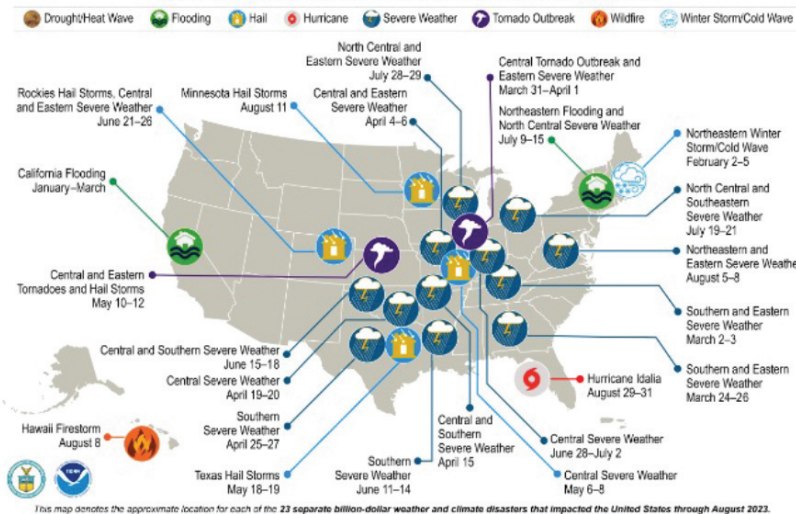 Drought/Heat Wave
Flooding
Hail
Hurricane
Severe Weather
Tornado Outbreak
Wildfire
Winter Storm/Cold Wave
North Central and
Eastern Severe Weather
July 28–29
Central Tornado Outbreak and
Eastern Severe Weather
March 31–April 1
Rockies Hail Storms, Central
and Eastern Severe Weather
June 21–26
Minnesota Hail Storms
August 11
Central and Eastern
Severe Weather
April 4–6
Northeastern Flooding and
North Central Severe Weather
July 9–15
Northeastern Winter
Storm/Cold Wave
February 2–5
California Flooding
January–March
North Central and
Southeastern
Severe Weather
July 19–21
Northeastern and
Eastern Severe Weathe
August 5–8
Central and Eastern
Tornadoes and Hail Storms
May 10–12
Southern and Eastern
Severe Weather
March 2–3
Central and Southern Severe Weather
June 15–18
Central Severe Weather
April 19–20
Southern
Severe Weather
April 25–27
Texas Hail Storms
May 18–19
Southern
Severe Weather
June 11–14
Central and
Southern
Severe Weather
April 15
Hurricane Idalia
August 29–31
Southern and Eastern
Severe Weather
March 24–26
Central Severe Weather
June 28–July 2
Central Severe Weather
May 6–8
Hawaii Firestorm
August 8
This map denotes the approximate location for each of the 23 separate billion-dollar weather and climate disasters that impacted the United States through August 2023.